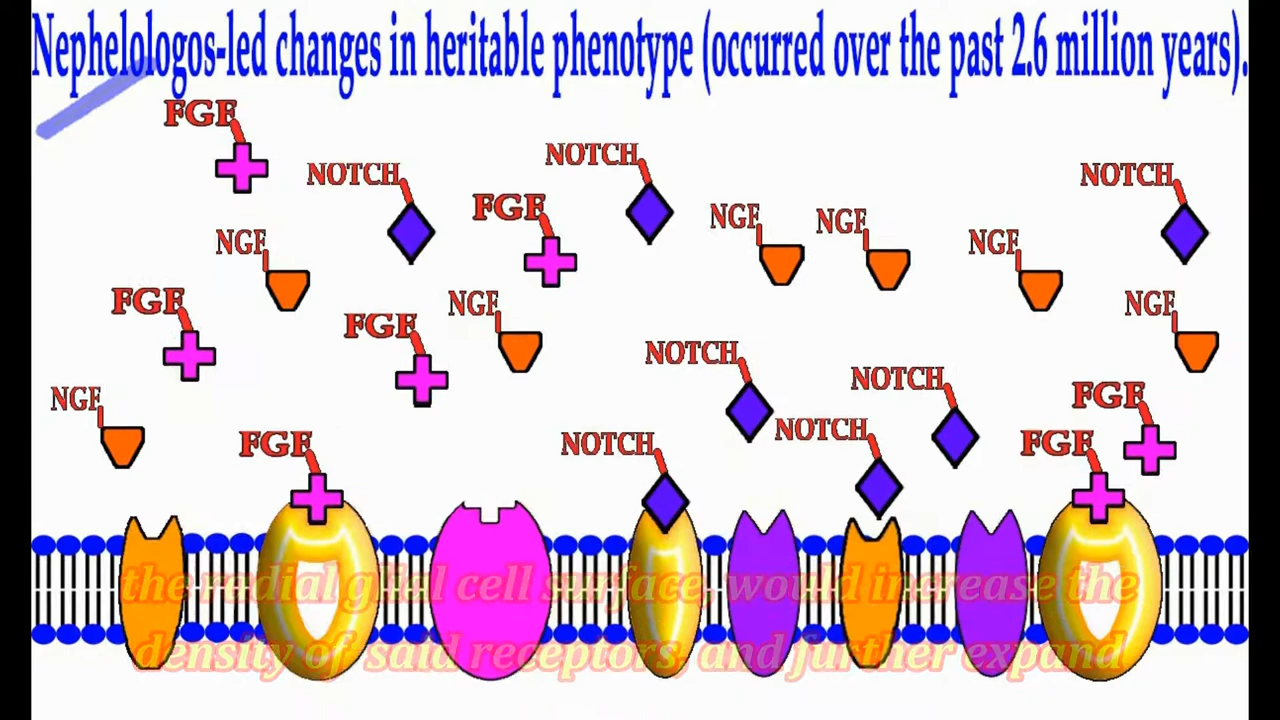 Nephelologos-led changes in heritable phenotype (occurred over the past 2.6 million years).
FGF
NOTCH
NOTCH
NOTCH
FGF
NGF
NGF
NGF
NGF
FGF
NGF
NGF
FGF
NOTCH
NOTCH
NGF
FGF
NOTCH
FGF
NOTCH
FGF
the radial glial cell surface, would increase the
density of said receptors, and further expand